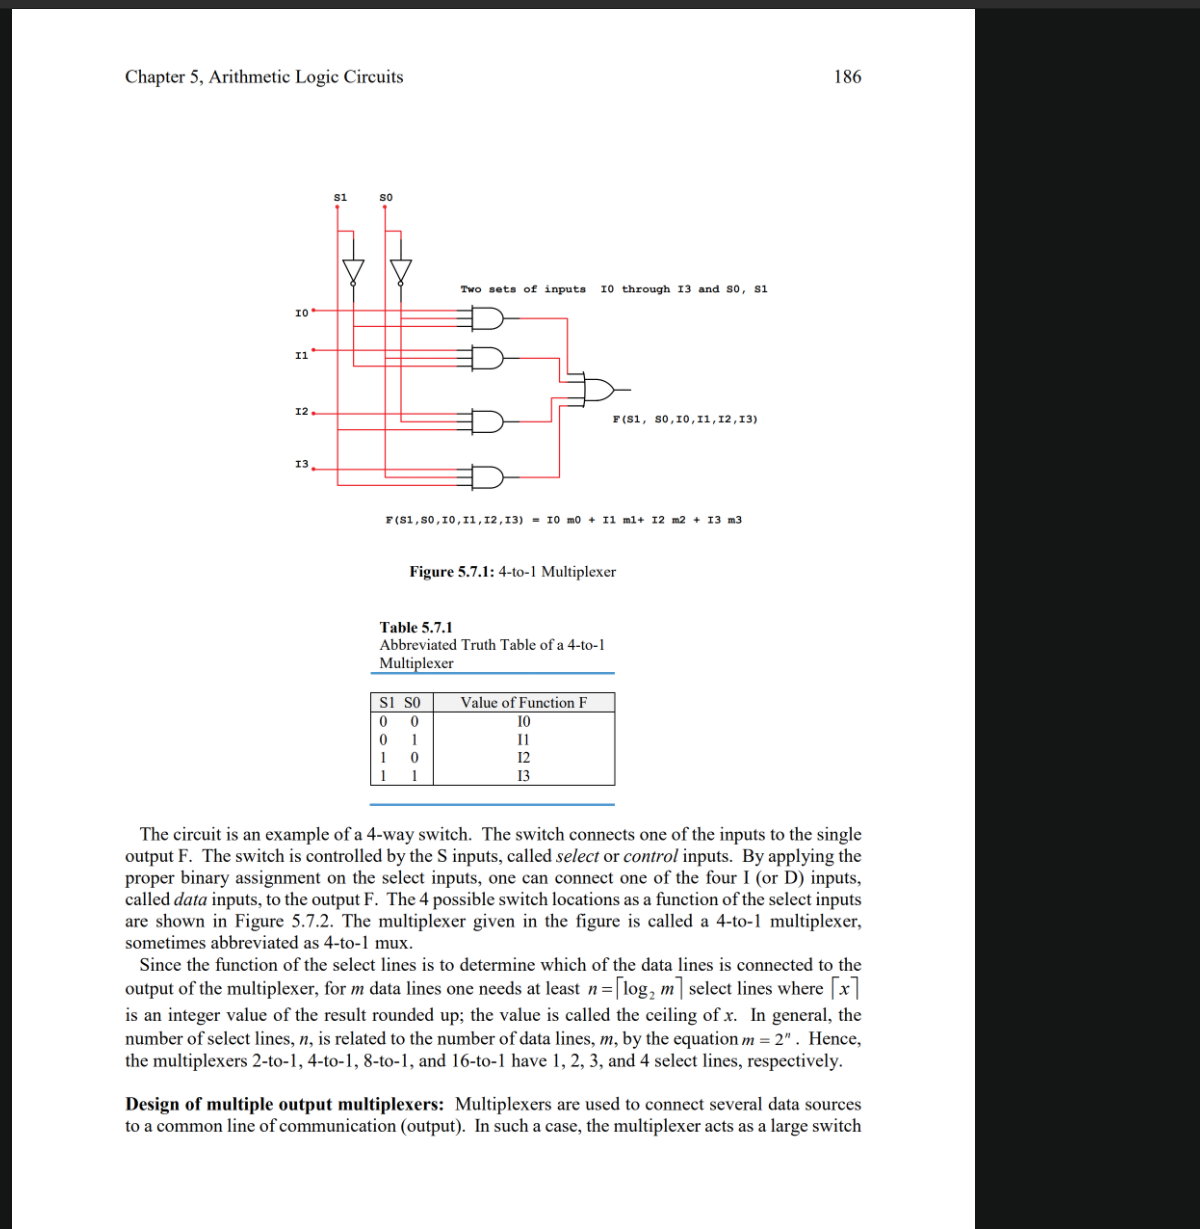 Chapter 5, Arithmetic Logic Circuits 186
S1 S0
Two sets of inputs I0 through I3 and S0, S1
I0
I1
I2
F(S1, S0,I0,I1,I2,I3)
I3
F(S1,S0,I0,I1,I2,I3) = I0 m0 + I1 m1+ I2 m2 + I3 m3
Figure 5.7.1: 4-to-1 Multiplexer
Table 5.7.1
Abbreviated Truth Table of a 4-to-1
Multiplexer
S1 S0 Value of Function F
0 0 I0
0 1 I1
1 0 I2
1 1 I3
The circuit is an example of a 4-way switch. The switch connects one of the inputs to the single
output F. The switch is controlled by the S inputs, called select or control inputs. By applying the
proper binary assignment on the select inputs, one can connect one of the four I (or D) inputs,
called data inputs, to the output F. The 4 possible switch locations as a function of the select inputs
are shown in Figure 5.7.2. The multiplexer given in the figure is called a 4-to-1 multiplexer,
sometimes abbreviated as 4-to-1 mux.
Since the function of the select lines is to determine which of the data lines is connected to the
output of the multiplexer, for m data lines one needs at least n = ⌈log₂ m⌉ select lines where ⌈x⌉
is an integer value of the result rounded up; the value is called the ceiling of x. In general, the
number of select lines, n, is related to the number of data lines, m, by the equation m = 2ⁿ . Hence,
the multiplexers 2-to-1, 4-to-1, 8-to-1, and 16-to-1 have 1, 2, 3, and 4 select lines, respectively.
Design of multiple output multiplexers: Multiplexers are used to connect several data sources
to a common line of communication (output). In such a case, the multiplexer acts as a large switch